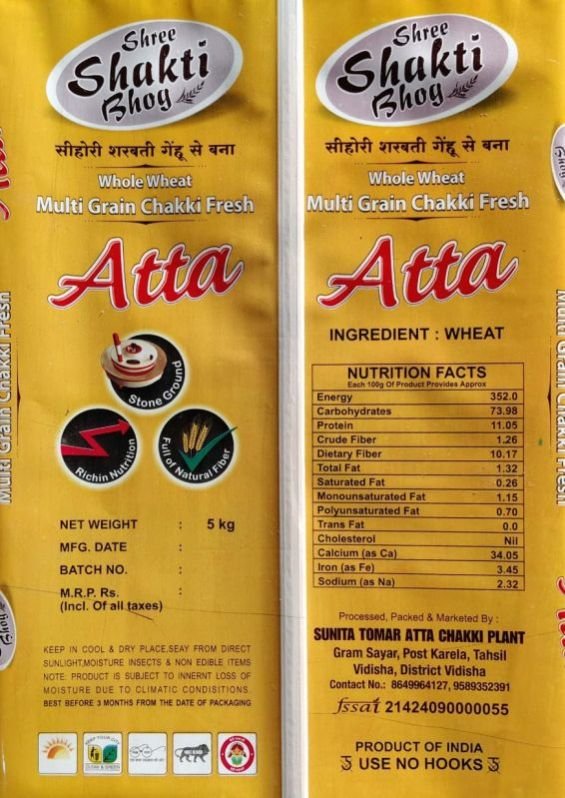 Shree
Shakti
Bhog
सीहोरी शरबती गेंहू से बना
Whole Wheat
Multi Grain Chakki Fresh
Atta
Stone Ground
Richin Nutrition
Full of Natural Fiber
NET WEIGHT : 5 kg
MFG. DATE :
BATCH NO. :
M.R.P. Rs. :
(Incl. Of all taxes)
KEEP IN COOL & DRY PLACE,SEAY FROM DIRECT
SUNLIGHT,MOISTURE INSECTS & NON EDIBLE ITEMS
NOTE: PRODUCT IS SUBJECT TO INNERNT LOSS OF
MOISTURE DUE TO CLIMATIC CONDISITIONS.
BEST BEFORE 3 MONTHS FROM THE DATE OF PACKAGING
KEEP YOUR CITY
CLEAN & GREEN
Shree
Shakti
Bhog
सीहोरी शरबती गेंहू से बना
Whole Wheat
Multi Grain Chakki Fresh
Atta
INGREDIENT : WHEAT
NUTRITION FACTS
Each 100g Of Product Provides Approx
Energy 352.0
Carbohydrates 73.98
Protein 11.05
Crude Fiber 1.26
Dietary Fiber 10.17
Total Fat 1.32
Saturated Fat 0.26
Monounsaturated Fat 1.15
Polyunsaturated Fat 0.70
Trans Fat 0.0
Cholesterol Nil
Calcium (as Ca) 34.05
Iron (as Fe) 3.45
Sodium (as Na) 2.32
Processed, Packed & Marketed By :
SUNITA TOMAR ATTA CHAKKI PLANT
Gram Sayar, Post Karela, Tahsil
Vidisha, District Vidisha
Contact No.: 8649964127, 9589352391
fssai 21424090000055
PRODUCT OF INDIA
USE NO HOOKS
Multi Grain Chakki Fresh
Multi Grain Chakki Fresh